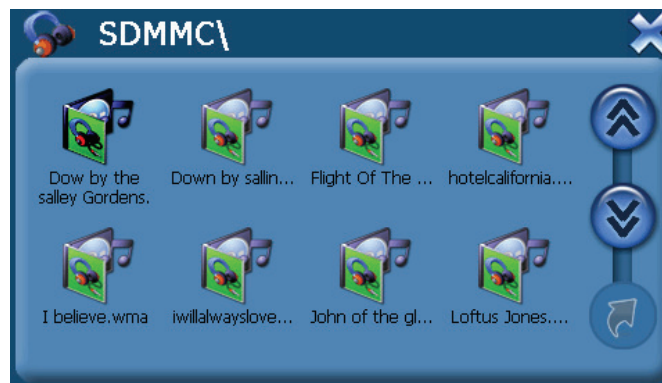 SDMMC\
Dow by the
salley Gordens.
Down by sallin...
Flight Of The ...
hotelcalifornia....
I believe.wma
iwillalwayslove...
John of the gl...
Loftus Jones....